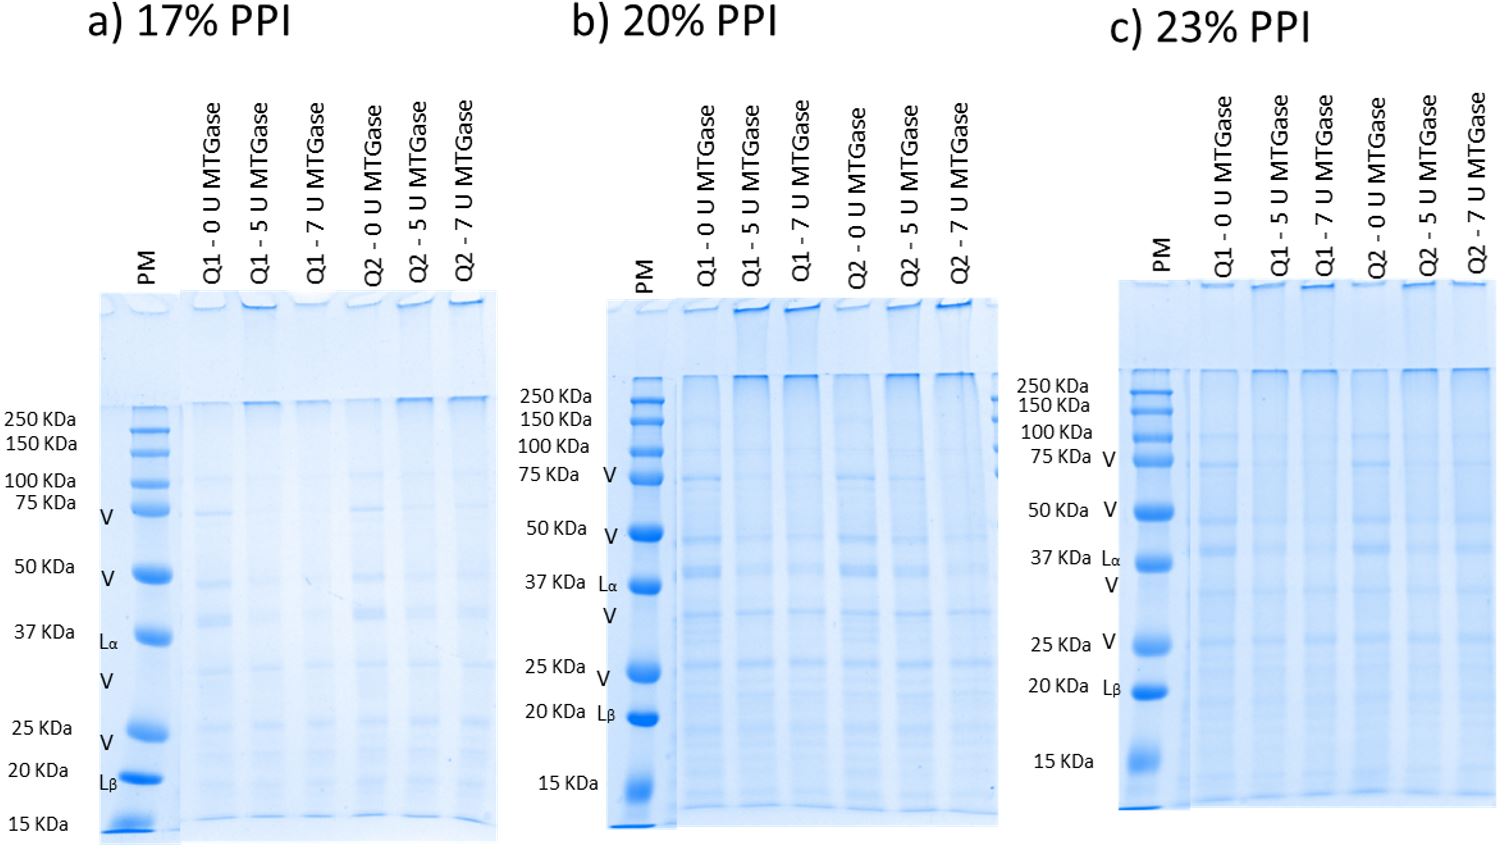 a) 17% PPI
PM
Q1 - 0 U MTGase
Q1 - 5 U MTGase
Q1 - 7 U MTGase
Q2 - 0 U MTGase
Q2 - 5 U MTGase
Q2 - 7 U MTGase
250 KDa
150 KDa
100 KDa
75 KDa
V
50 KDa
V
37 KDa
Lα
V
25 KDa
V
20 KDa
Lβ
15 KDa
b) 20% PPI
PM
Q1 - 0 U MTGase
Q1 - 5 U MTGase
Q1 - 7 U MTGase
Q2 - 0 U MTGase
Q2 - 5 U MTGase
Q2 - 7 U MTGase
250 KDa
150 KDa
100 KDa
75 KDa V
50 KDa V
37 KDa Lα
V
25 KDa V
20 KDa Lβ
15 KDa
c) 23% PPI
PM
Q1 - 0 U MTGase
Q1 - 5 U MTGase
Q1 - 7 U MTGase
Q2 - 0 U MTGase
Q2 - 5 U MTGase
Q2 - 7 U MTGase
250 KDa
150 KDa
100 KDa
75 KDa V
50 KDa V
37 KDa Lα
V
25 KDa V
20 KDa Lβ
15 KDa